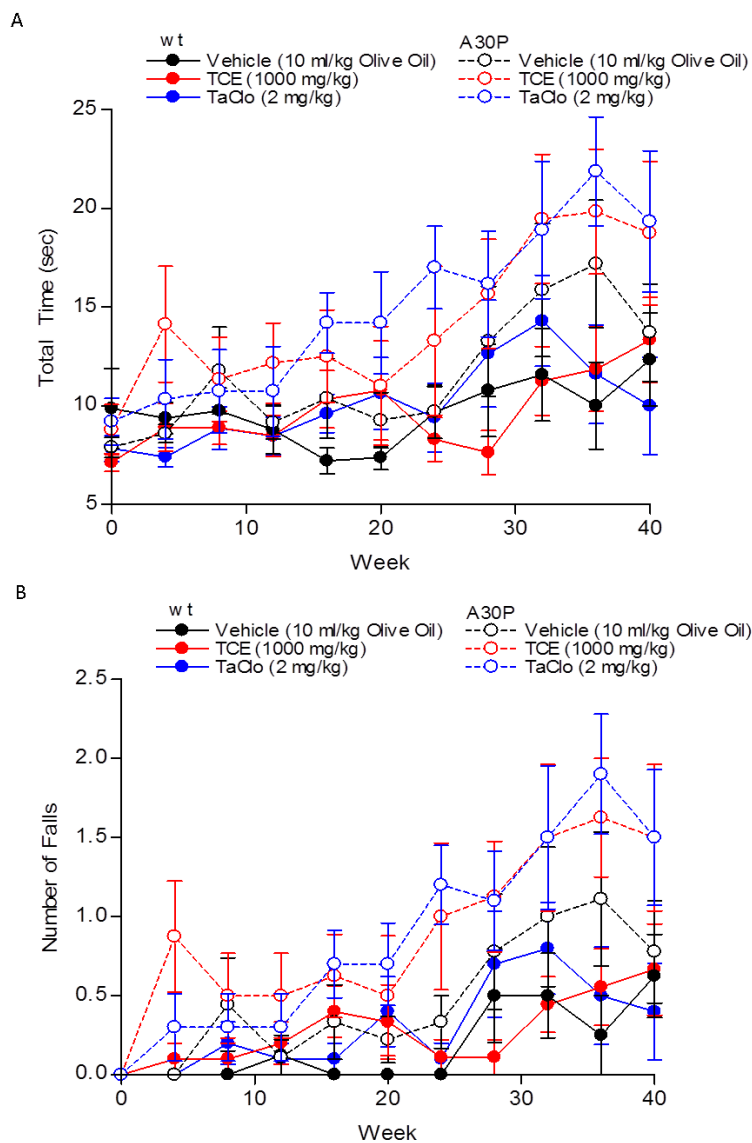 A
wt
A30P
Vehicle (10 ml/kg Olive Oil)
Vehicle (10 ml/kg Olive Oil)
TCE (1000 mg/kg)
TCE (1000 mg/kg)
TaClo (2 mg/kg)
TaClo (2 mg/kg)
25
20
15
10
5
Total Time (sec)
0 10 20 30 40
Week
B
wt
A30P
Vehicle (10 ml/kg Olive Oil)
Vehicle (10 ml/kg Olive Oil)
TCE (1000 mg/kg)
TCE (1000 mg/kg)
TaClo (2 mg/kg)
TaClo (2 mg/kg)
2.5
2.0
1.5
1.0
0.5
0.0
Number of Falls
0 10 20 30 40
Week